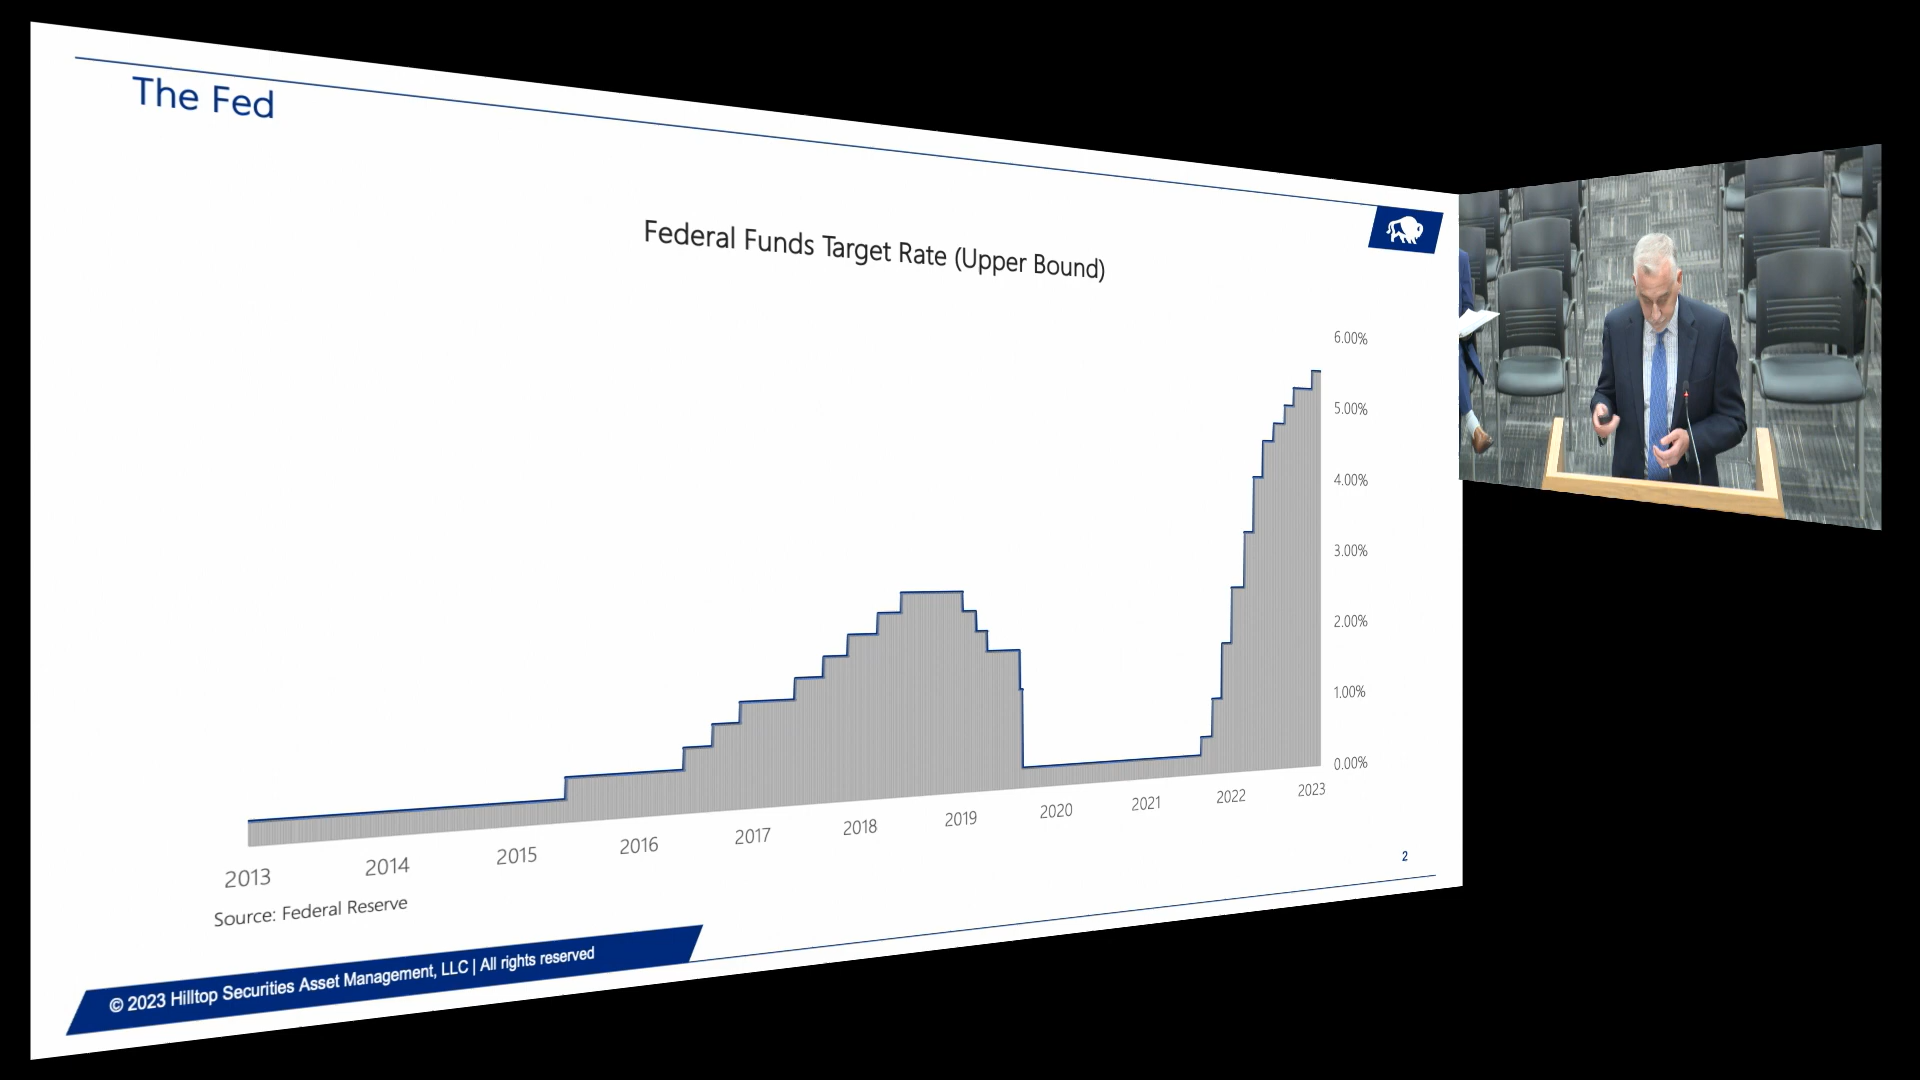 The Fed
Federal Funds Target Rate (Upper Bound)
6.00%
5.00%
4.00%
3.00%
2.00%
1.00%
0.00%
2013 2014 2015 2016 2017 2018 2019 2020 2021 2022 2023
Source: Federal Reserve
2
© 2023 Hilltop Securities Asset Management, LLC | All rights reserved